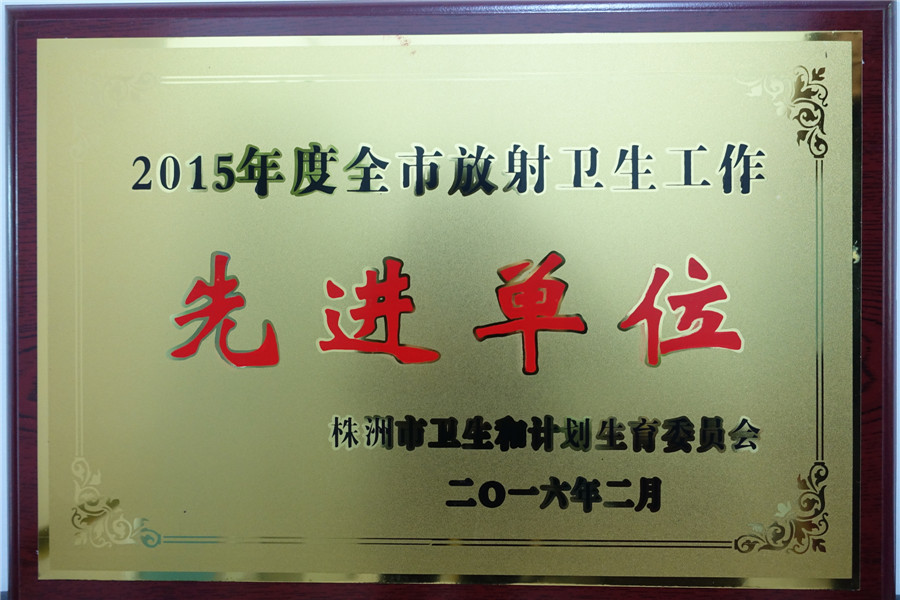 2015年度全市放射卫生工作
先进单位
株洲市卫生和计划生育委员会
二〇一六年二月